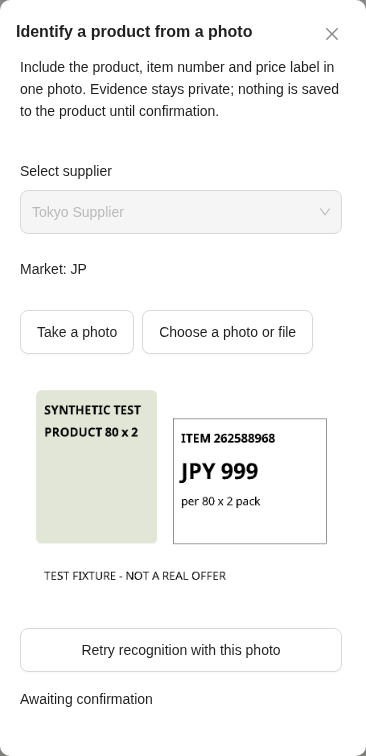 Identify a product from a photo
Include the product, item number and price label in
one photo. Evidence stays private; nothing is saved
to the product until confirmation.
Select supplier
Tokyo Supplier
Market: JP
Take a photo
Choose a photo or file
SYNTHETIC TEST
PRODUCT 80 x 2
ITEM 262588968
JPY 999
per 80 x 2 pack
TEST FIXTURE - NOT A REAL OFFER
Retry recognition with this photo
Awaiting confirmation